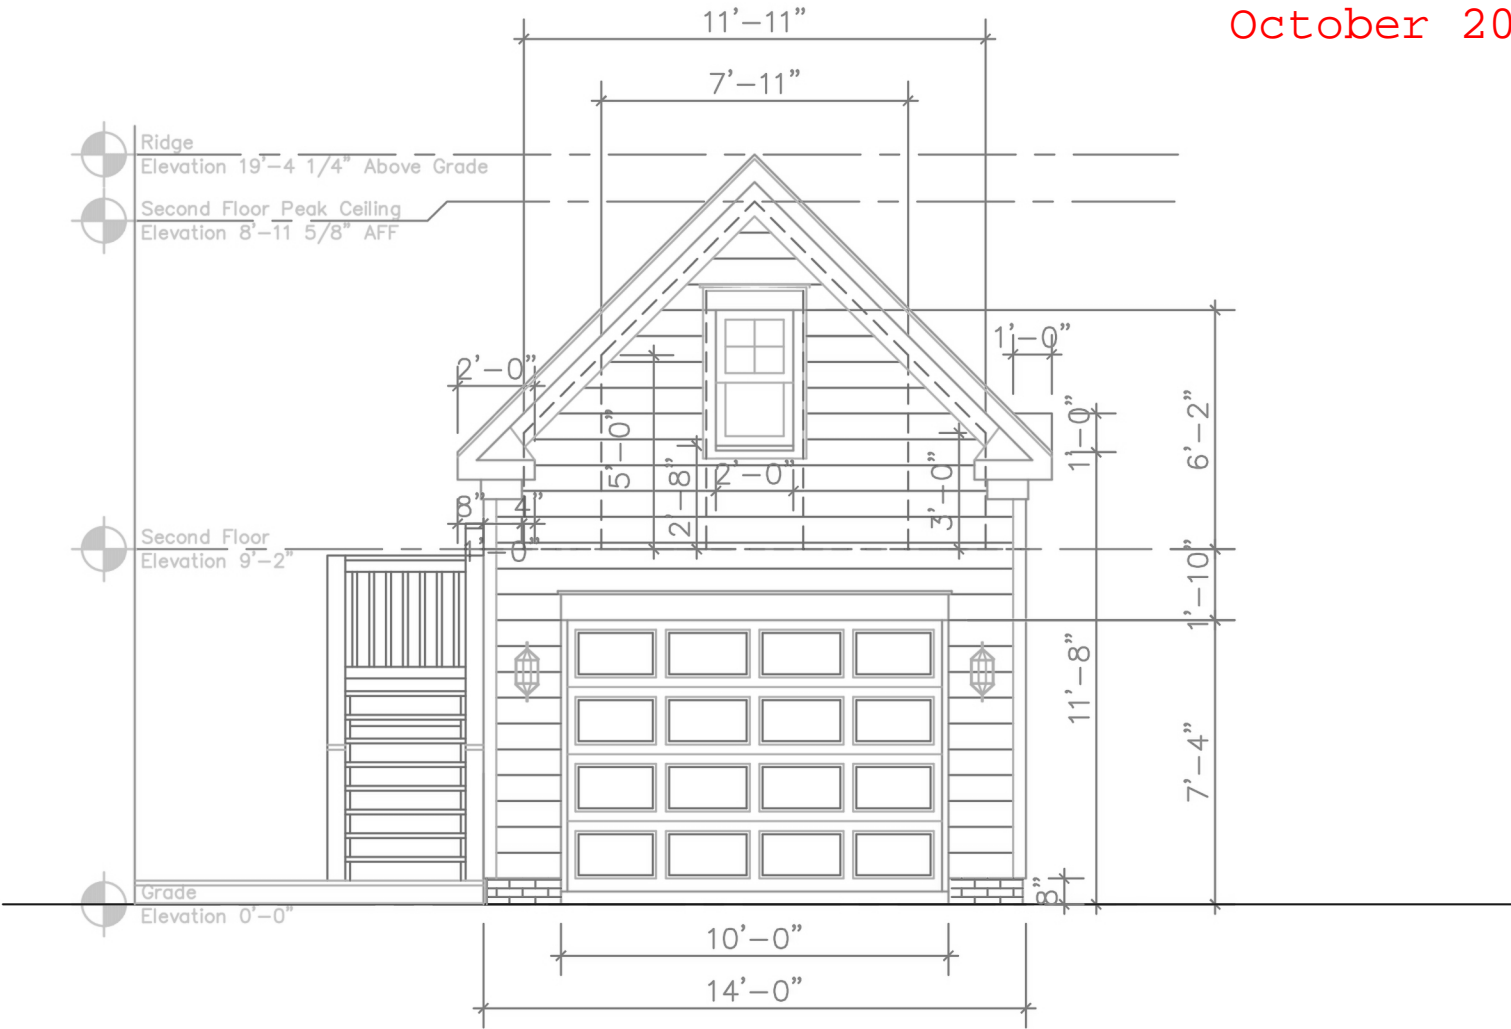 11'-11"
October 20
7'-11"
Ridge
Elevation 19'-4 1/4" Above Grade
Second Floor Peak Ceiling
Elevation 8'-11 5/8" AFF
1'-0"
2'-0"
1'-0"
6'-2"
5'-0"
2'-8"
2'-0"
3'-0"
8"
4"
1'-0"
Second Floor
Elevation 9'-2"
1'-10"
11'-8"
7'-4"
Grade
Elevation 0'-0"
8"
10'-0"
14'-0"